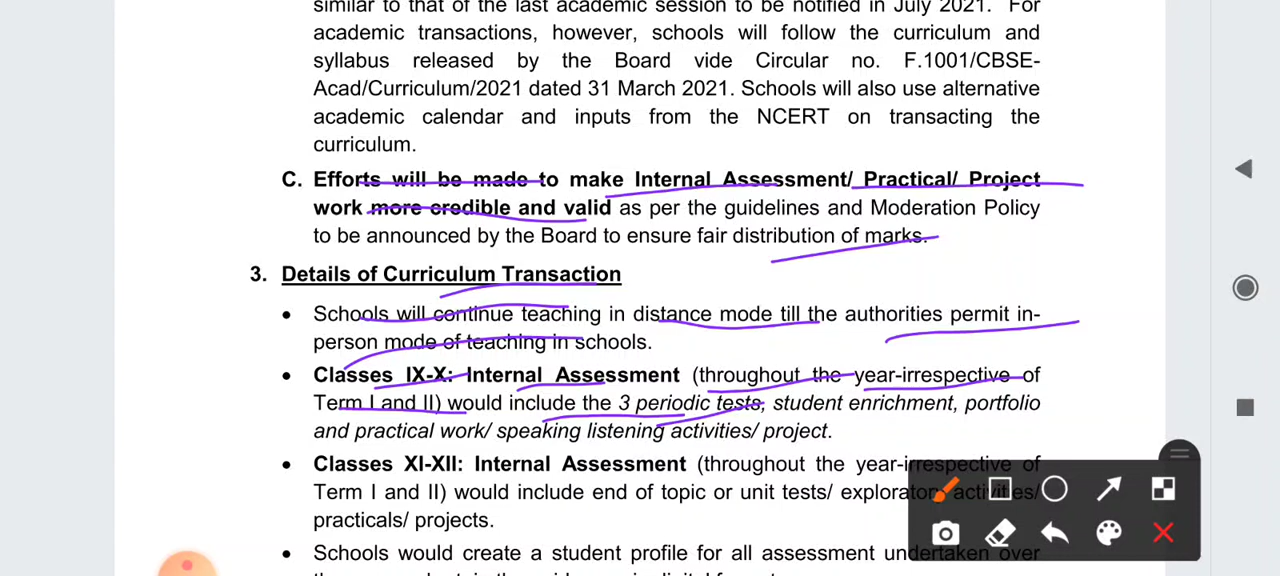 similar to that of the last academic session to be notified in July 2021. For
academic transactions, however, schools will follow the curriculum and
syllabus released by the Board vide Circular no. F.1001/CBSE-
Acad/Curriculum/2021 dated 31 March 2021. Schools will also use alternative
academic calendar and inputs from the NCERT on transacting the
curriculum.
C. Efforts will be made to make Internal Assessment/ Practical/ Project
work more credible and valid as per the guidelines and Moderation Policy
to be announced by the Board to ensure fair distribution of marks.
3. Details of Curriculum Transaction
• Schools will continue teaching in distance mode till the authorities permit in-
person mode of teaching in schools.
• Classes IX-X: Internal Assessment (throughout the year-irrespective of
Term I and II) would include the 3 periodic tests, student enrichment, portfolio
and practical work/ speaking listening activities/ project.
• Classes XI-XII: Internal Assessment (throughout the year-irrespective of
Term I and II) would include end of topic or unit tests/ exploratory activities/
practicals/ projects.
• Schools would create a student profile for all assessment undertaken over